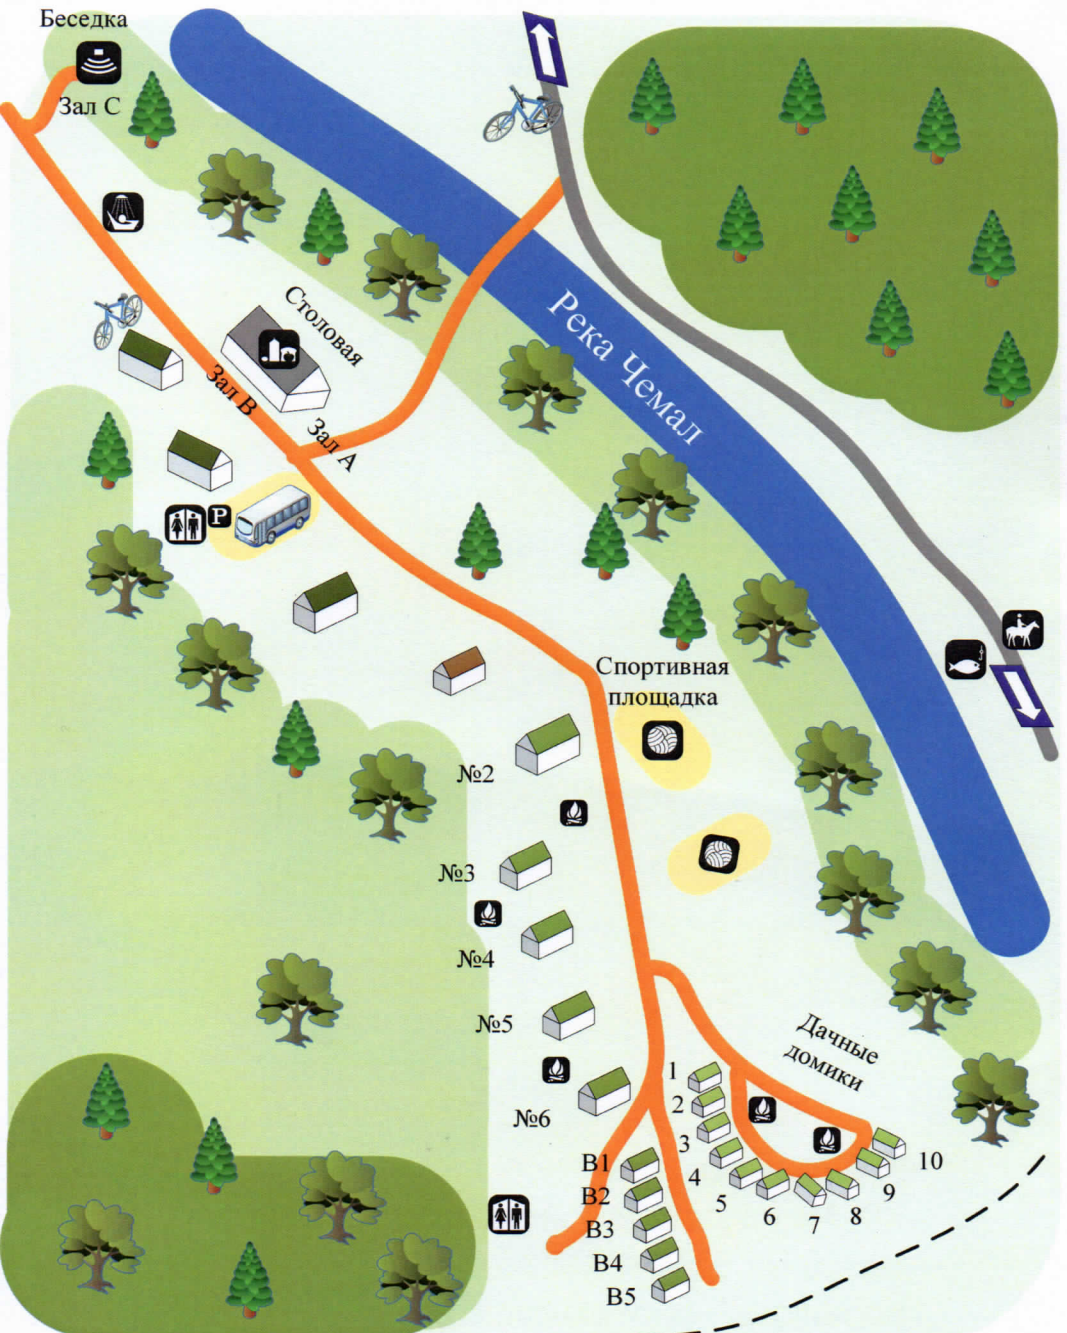 Беседка
Зал С
Столовая
Зал В
Зал А
Р
Река Чемал
Спортивная
площадка
№2
№3
№4
№5
№6
Дачные
домики
1
2
3
4
5
6
7
8
9
10
В1
В2
В3
В4
В5